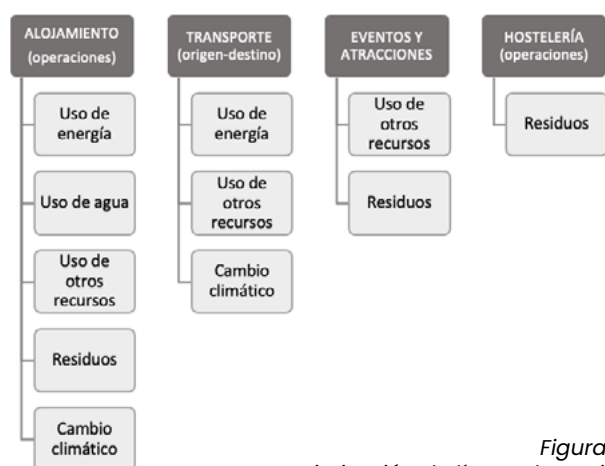 ALOJAMIENTO
(operaciones)
Uso de
energía
Uso de agua
Uso de
otros
recursos
Residuos
Cambio
climático
TRANSPORTE
(origen-destino)
Uso de
energía
Uso de
otros
recursos
Cambio
climático
EVENTOS Y
ATRACCIONES
Uso de
otros
recursos
Residuos
HOSTELERÍA
(operaciones)
Residuos
Figura